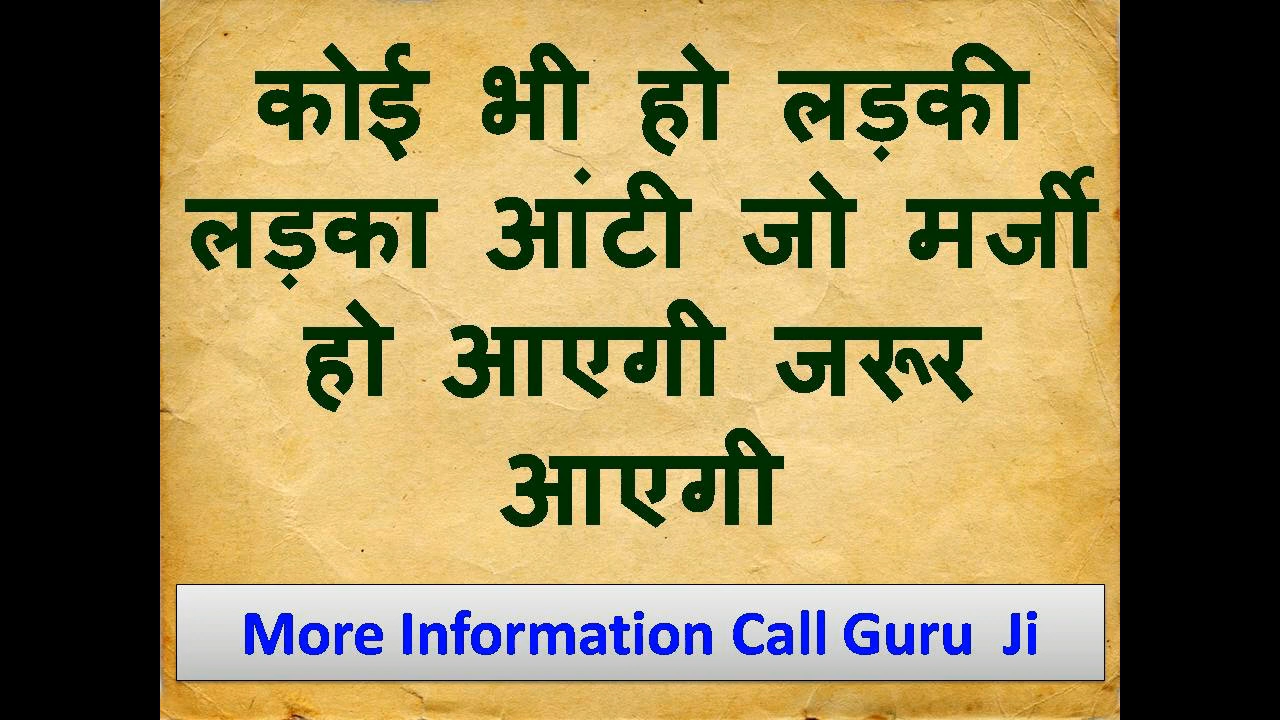 कोई भी हो लड़की
लड़का आंटी जो मर्जी
हो आएगी जरूर
आएगी
More Information Call Guru Ji